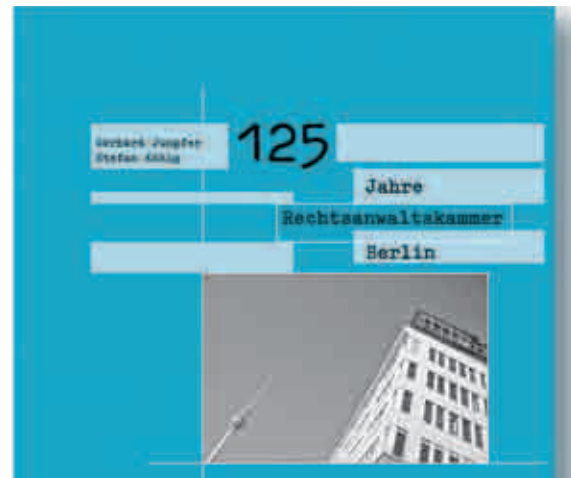 Gerhard Jungfer
Stefan König
125
Jahre
Rechtsanwaltskammer
Berlin